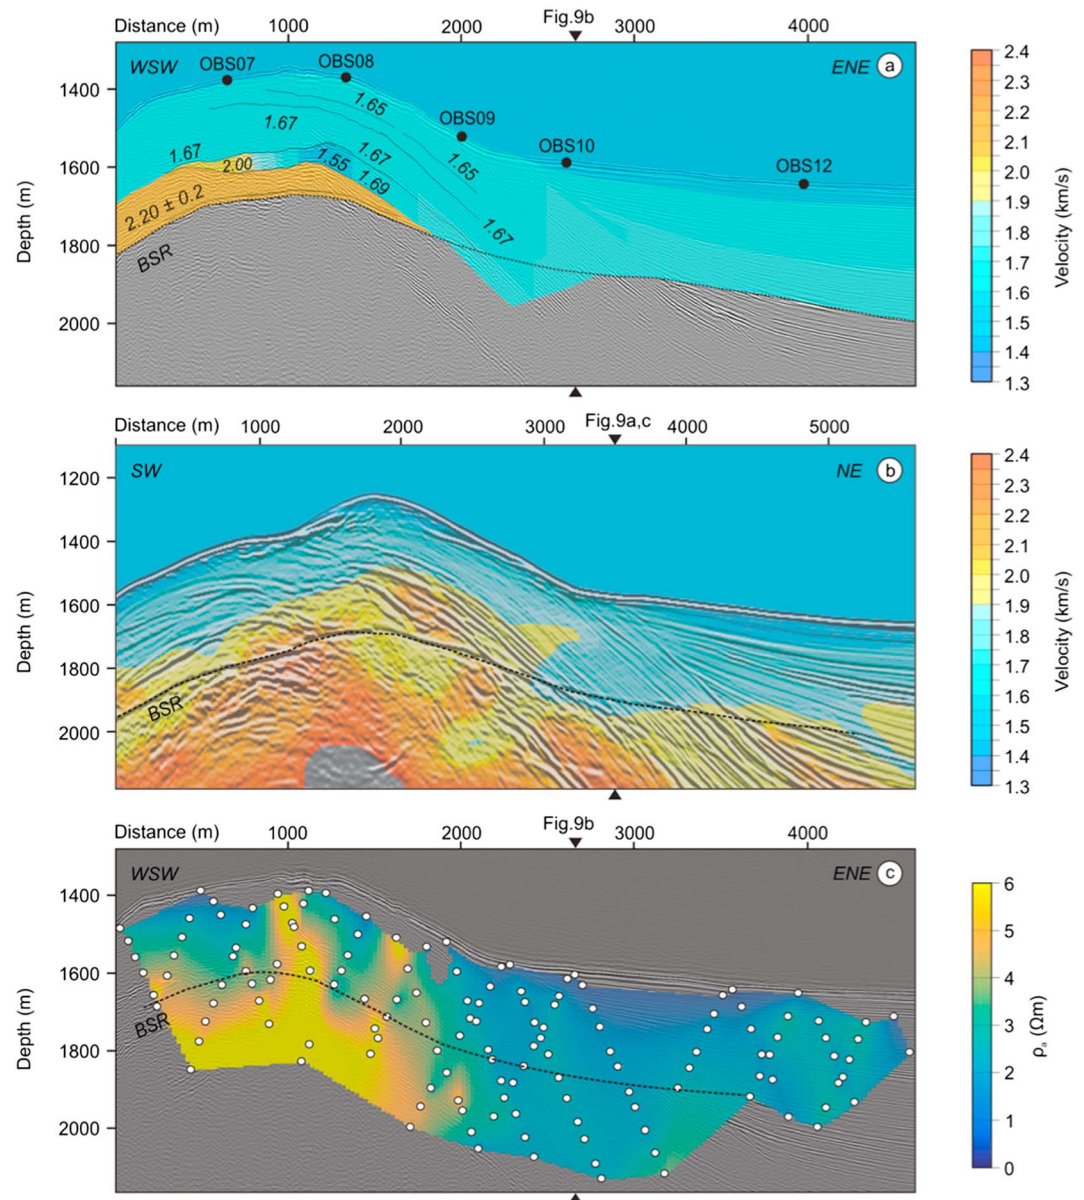 Fig.9b
Distance (m) 1000 2000 3000 4000
WSW OBS07 OBS08 ENE a
OBS09
OBS10
OBS12
1.65
1.67
1.67 2.00 1.55 1.67 1.65
1.69
2.20 ± 0.2
1.67
BSR
Depth (m)
1400
1600
1800
2000
2.4
2.3
2.2
2.1
2.0
1.9
1.8
1.7
1.6
1.5
1.4
1.3
Velocity (km/s)
Distance (m) 1000 2000 3000 Fig.9a,c 4000 5000
SW NE b
BSR
Depth (m)
1200
1400
1600
1800
2000
2.4
2.3
2.2
2.1
2.0
1.9
1.8
1.7
1.6
1.5
1.4
1.3
Velocity (km/s)
Fig.9b
Distance (m) 1000 2000 3000 4000
WSW ENE c
BSR
Depth (m)
1400
1600
1800
2000
6
5
4
3
2
1
0
ρa (Ωm)